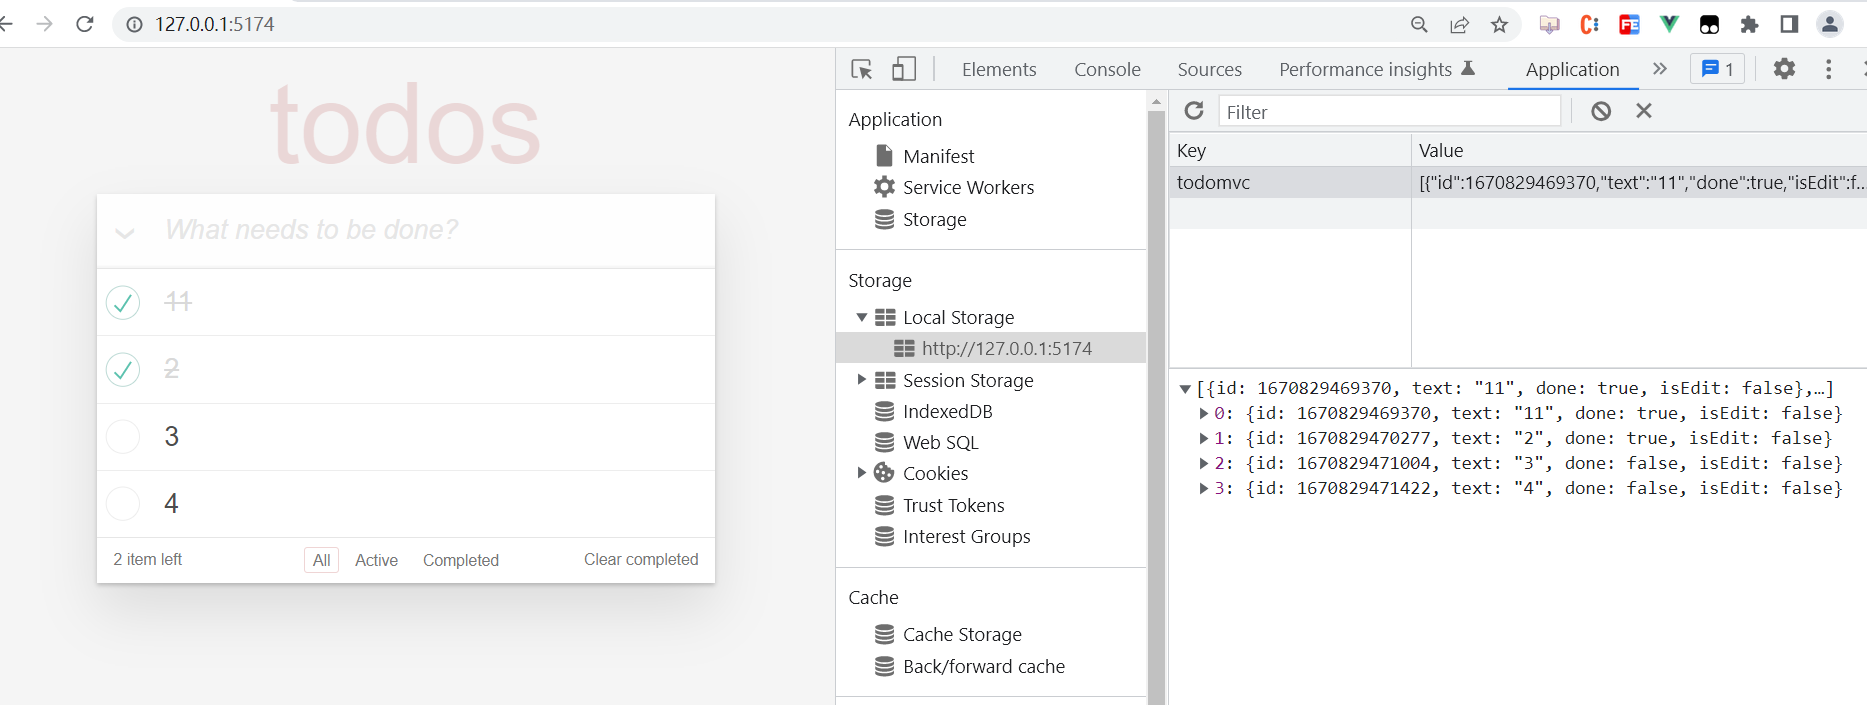 127.0.0.1:5174
todos
What needs to be done?
11
2
3
4
2 item left
All
Active
Completed
Clear completed
Elements
Console
Sources
Performance insights
Application
1
Application
Manifest
Service Workers
Storage
Storage
Local Storage
http://127.0.0.1:5174
Session Storage
IndexedDB
Web SQL
Cookies
Trust Tokens
Interest Groups
Cache
Cache Storage
Back/forward cache
Filter
Key
Value
todomvc
[{"id":1670829469370,"text":"11","done":true,"isEdit":f...
[{id: 1670829469370, text: "11", done: true, isEdit: false},…]
0: {id: 1670829469370, text: "11", done: true, isEdit: false}
1: {id: 1670829470277, text: "2", done: true, isEdit: false}
2: {id: 1670829471004, text: "3", done: false, isEdit: false}
3: {id: 1670829471422, text: "4", done: false, isEdit: false}